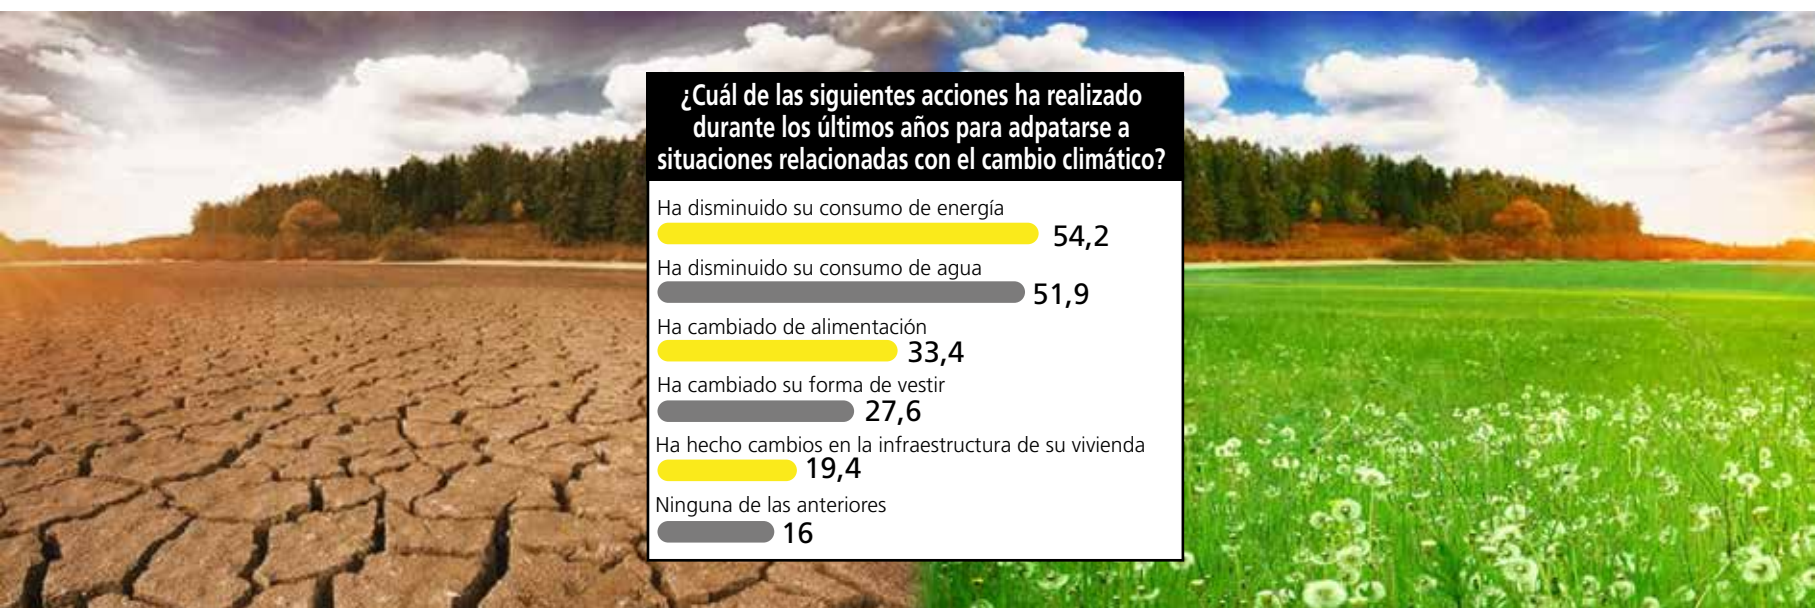 ¿Cuál de las siguientes acciones ha realizado
durante los últimos años para adpatarse a
situaciones relacionadas con el cambio climático?
Ha disminuido su consumo de energía
54,2
Ha disminuido su consumo de agua
51,9
Ha cambiado de alimentación
33,4
Ha cambiado su forma de vestir
27,6
Ha hecho cambios en la infraestructura de su vivienda
19,4
Ninguna de las anteriores
16